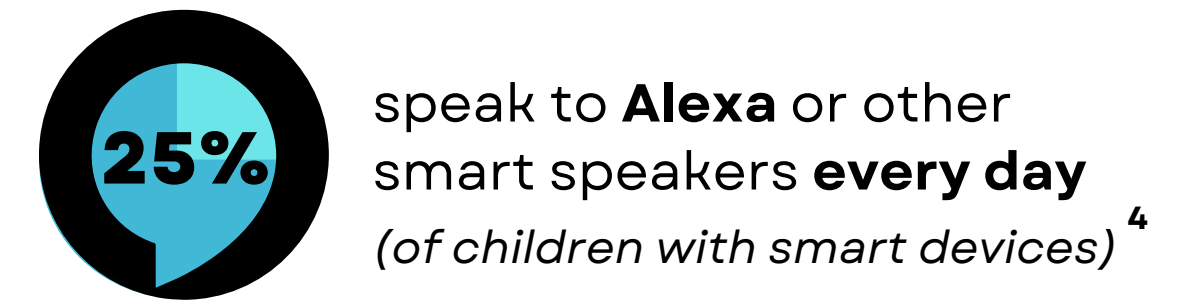 25%
speak to Alexa or other
smart speakers every day
(of children with smart devices) 4